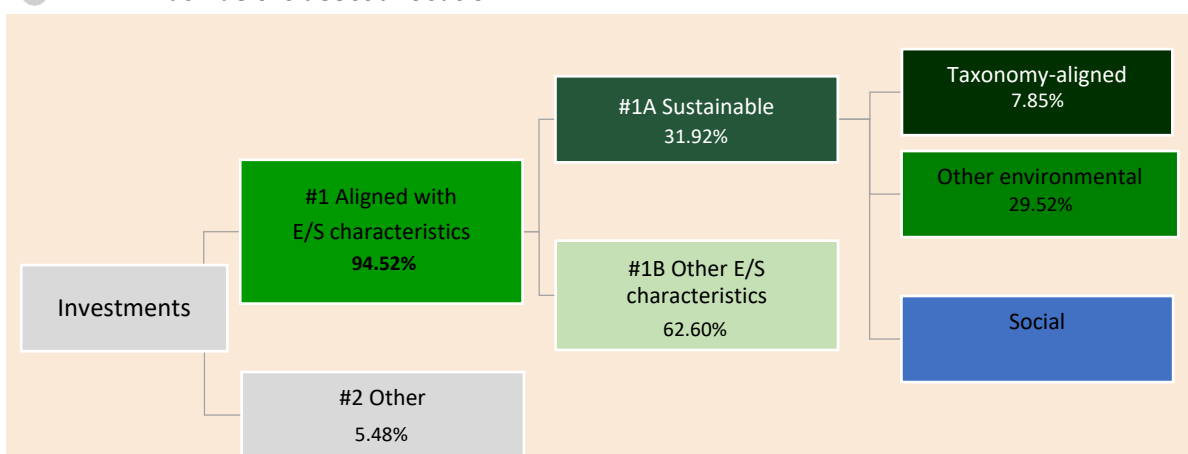 Investments
#1 Aligned with
E/S characteristics
94.52%
#2 Other
5.48%
#1A Sustainable
31.92%
#1B Other E/S
characteristics
62.60%
Taxonomy-aligned
7.85%
Other environmental
29.52%
Social